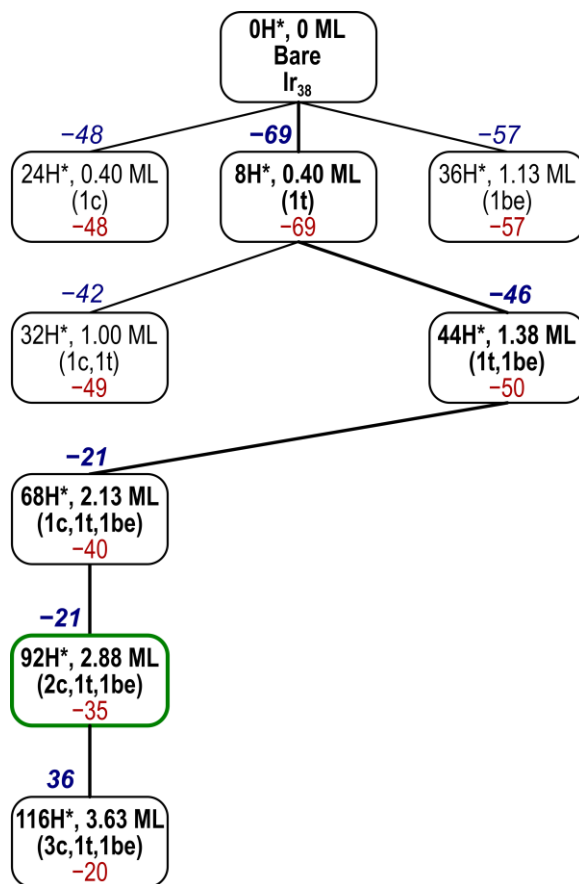 0H*, 0 ML
Bare
Ir₃₈
−48
−69
−57
24H*, 0.40 ML
(1c)
−48
8H*, 0.40 ML
(1t)
−69
36H*, 1.13 ML
(1be)
−57
−42
−46
32H*, 1.00 ML
(1c,1t)
−49
44H*, 1.38 ML
(1t,1be)
−50
−21
68H*, 2.13 ML
(1c,1t,1be)
−40
−21
92H*, 2.88 ML
(2c,1t,1be)
−35
36
116H*, 3.63 ML
(3c,1t,1be)
−20